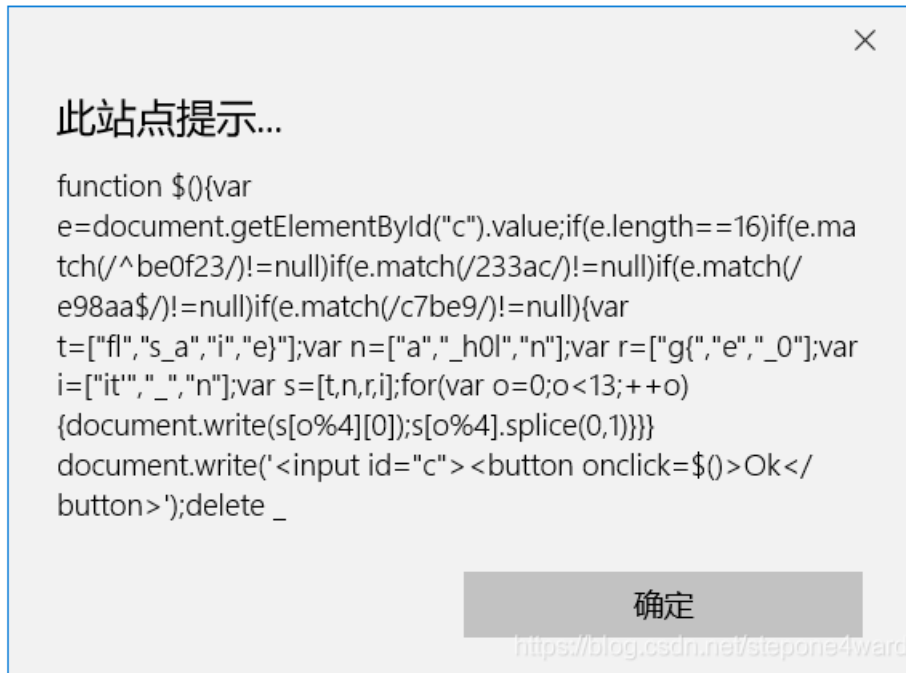 此站点提示...
function $(){var
e=document.getElementById("c").value;if(e.length==16)if(e.ma
tch(/^be0f23/)!=null)if(e.match(/233ac/)!=null)if(e.match(/
e98aa$/)!=null)if(e.match(/c7be9/)!=null){var
t=["fl","s_a","i","e}"];var n=["a","_h0l","n"];var r=["g{","e","_0"];var
i=["it'","_","n"];var s=[t,n,r,i];for(var o=0;o<13;++o)
{document.write(s[o%4][0]);s[o%4].splice(0,1)}}}
document.write('<input id="c"><button onclick=$()>Ok</
button>');delete _
确定
https://blog.csdn.net/stepone4ward